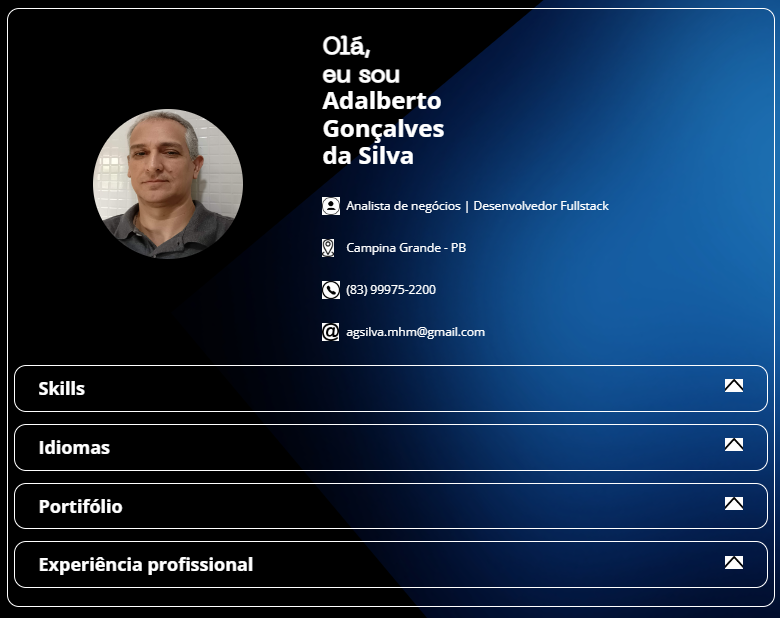 Olá,
eu sou
Adalberto
Gonçalves
da Silva
Analista de negócios | Desenvolvedor Fullstack
Campina Grande - PB
(83) 99975-2200
agsilva.mhm@gmail.com
Skills
Idiomas
Portifólio
Experiência profissional